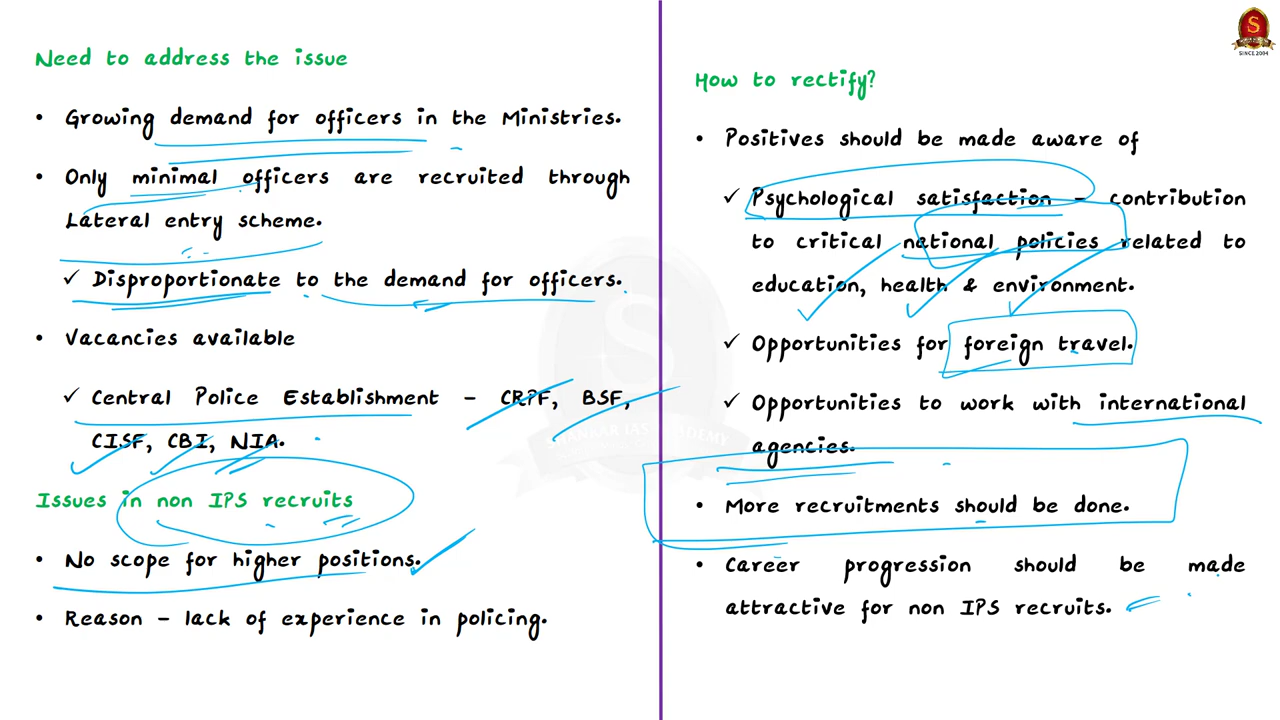 Need to address the issue
• Growing demand for officers in the Ministries.
• Only minimal officers are recruited through
Lateral entry scheme.
✓ Disproportionate to the demand for officers.
• Vacancies available
✓ Central Police Establishment – CRPF, BSF,
CISF, CBI, NIA.
Issues in non IPS recruits
• No scope for higher positions.
• Reason – lack of experience in policing.
How to rectify?
• Positives should be made aware of
✓ Psychological satisfaction – contribution
to critical national policies related to
education, health & environment.
✓ Opportunities for foreign travel.
✓ Opportunities to work with international
agencies.
• More recruitments should be done.
• Career progression should be made
attractive for non IPS recruits.
S
SINCE 2004